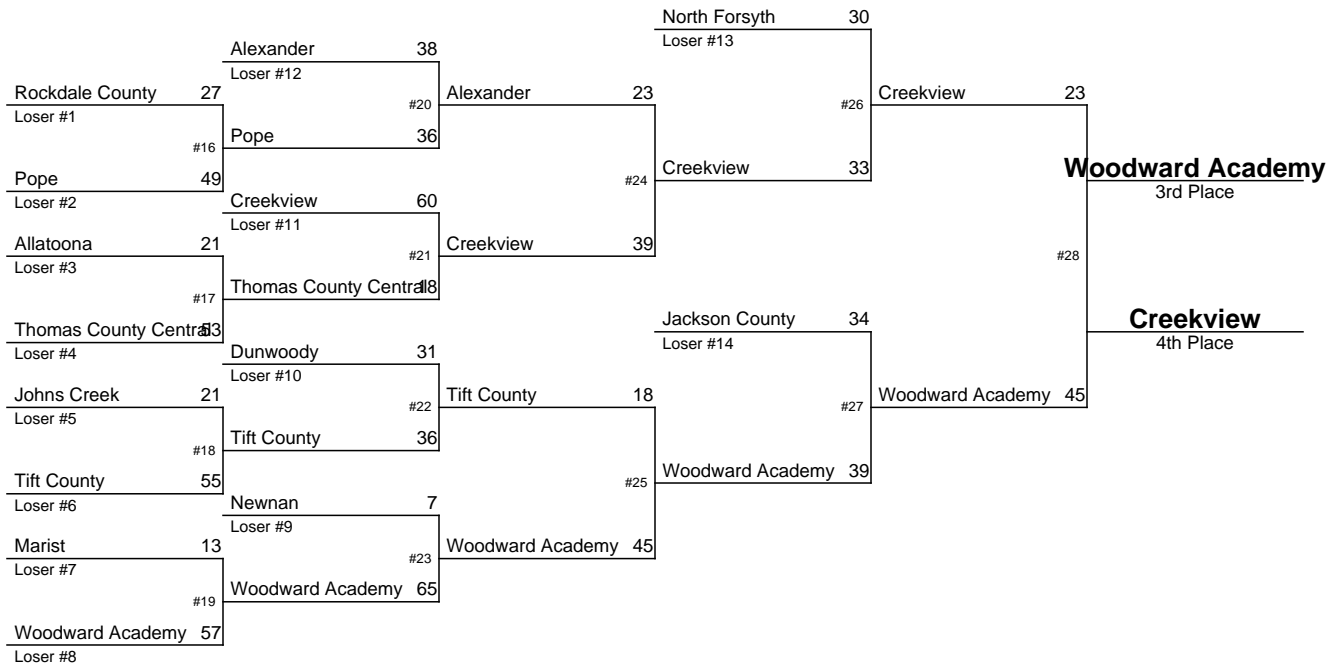 North Forsyth 30
Loser #13
Alexander 38
Loser #12
Rockdale County 27
Loser #1
#20
Alexander 23
#26
Creekview 23
#16
Pope 36
Pope 49
Loser #2
#24
Creekview 33
Woodward Academy
3rd Place
Creekview 60
Loser #11
Allatoona 21
Loser #3
#21
Creekview 39
#28
#17
Thomas County Central 18
Thomas County Central 53
Loser #4
Jackson County 34
Loser #14
Creekview
4th Place
Dunwoody 31
Loser #10
Johns Creek 21
Loser #5
#22
Tift County 18
#27
Woodward Academy 45
#18
Tift County 36
Tift County 55
Loser #6
#25
Woodward Academy 39
Newnan 7
Loser #9
Marist 13
Loser #7
#23
Woodward Academy 45
#19
Woodward Academy 65
Woodward Academy 57
Loser #8